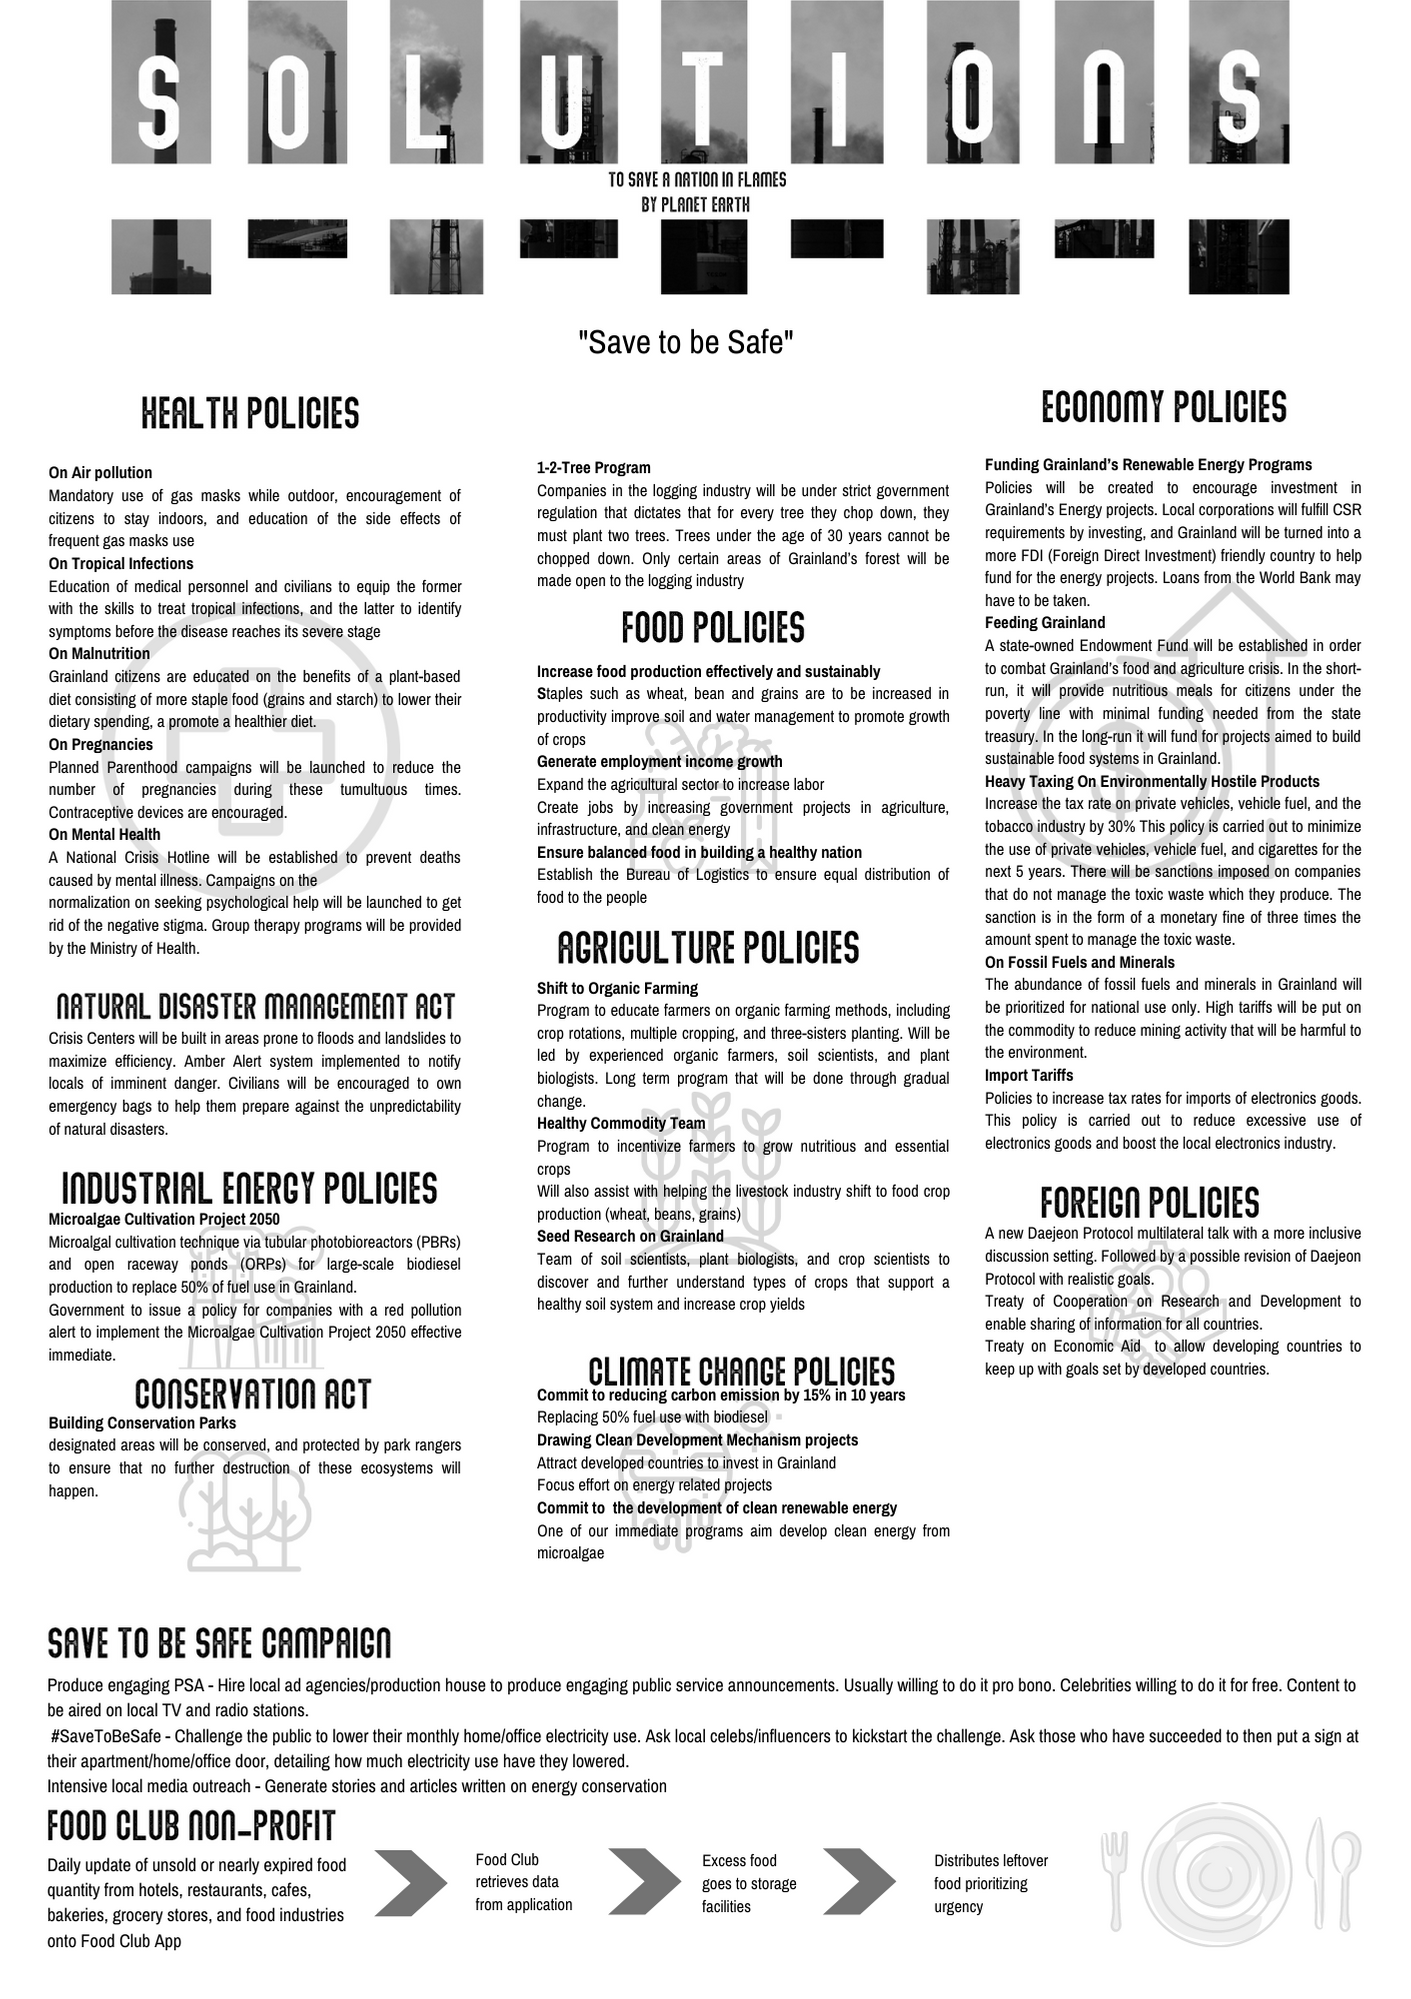 SOLUTIONS
TO SAVE A NATION IN FLAMES
BY PLANET EARTH
"Save to be Safe"
HEALTH POLICIES
On Air pollution
Mandatory use of gas masks while outdoor, encouragement of
citizens to stay indoors, and education of the side effects of
frequent gas masks use
On Tropical Infections
Education of medical personnel and civilians to equip the former
with the skills to treat tropical infections, and the latter to identify
symptoms before the disease reaches its severe stage
On Malnutrition
Grainland citizens are educated on the benefits of a plant-based
diet consisting of more staple food (grains and starch) to lower their
dietary spending, a promote a healthier diet.
On Pregnancies
Planned Parenthood campaigns will be launched to reduce the
number of pregnancies during these tumultuous times.
Contraceptive devices are encouraged.
On Mental Health
A National Crisis Hotline will be established to prevent deaths
caused by mental illness. Campaigns on the
normalization on seeking psychological help will be launched to get
rid of the negative stigma. Group therapy programs will be provided
by the Ministry of Health.
NATURAL DISASTER MANAGEMENT ACT
Crisis Centers will be built in areas prone to floods and landslides to
maximize efficiency. Amber Alert system implemented to notify
locals of imminent danger. Civilians will be encouraged to own
emergency bags to help them prepare against the unpredictability
of natural disasters.
INDUSTRIAL ENERGY POLICIES
Microalgae Cultivation Project 2050
Microalgal cultivation technique via tubular photobioreactors (PBRs)
and open raceway ponds (ORPs) for large-scale biodiesel
production to replace 50% of fuel use in Grainland.
Government to issue a policy for companies with a red pollution
alert to implement the Microalgae Cultivation Project 2050 effective
immediate.
CONSERVATION ACT
Building Conservation Parks
designated areas will be conserved, and protected by park rangers
to ensure that no further destruction of these ecosystems will
happen.
1-2-Tree Program
Companies in the logging industry will be under strict government
regulation that dictates that for every tree they chop down, they
must plant two trees. Trees under the age of 30 years cannot be
chopped down. Only certain areas of Grainland's forest will be
made open to the logging industry
FOOD POLICIES
Increase food production effectively and sustainably
Staples such as wheat, bean and grains are to be increased in
productivity improve soil and water management to promote growth
of crops
Generate employment income growth
Expand the agricultural sector to increase labor
Create jobs by increasing government projects in agriculture,
infrastructure, and clean energy
Ensure balanced food in building a healthy nation
Establish the Bureau of Logistics to ensure equal distribution of
food to the people
AGRICULTURE POLICIES
Shift to Organic Farming
Program to educate farmers on organic farming methods, including
crop rotations, multiple cropping, and three-sisters planting. Will be
led by experienced organic farmers, soil scientists, and plant
biologists. Long term program that will be done through gradual
change.
Healthy Commodity Team
Program to incentivize farmers to grow nutritious and essential
crops
Will also assist with helping the livestock industry shift to food crop
production (wheat, beans, grains)
Seed Research on Grainland
Team of soil scientists, plant biologists, and crop scientists to
discover and further understand types of crops that support a
healthy soil system and increase crop yields
CLIMATE CHANGE POLICIES
Commit to reducing carbon emission by 15% in 10 years
Replacing 50% fuel use with biodiesel
Drawing Clean Development Mechanism projects
Attract developed countries to invest in Grainland
Focus effort on energy related projects
Commit to the development of clean renewable energy
One of our immediate programs aim develop clean energy from
microalgae
ECONOMY POLICIES
Funding Grainland's Renewable Energy Programs
Policies will be created to encourage investment in
Grainland's Energy projects. Local corporations will fulfill CSR
requirements by investing, and Grainland will be turned into a
more FDI (Foreign Direct Investment) friendly country to help
fund for the energy projects. Loans from the World Bank may
have to be taken.
Feeding Grainland
A state-owned Endowment Fund will be established in order
to combat Grainland's food and agriculture crisis. In the short-
run, it will provide nutritious meals for citizens under the
poverty line with minimal funding needed from the state
treasury. In the long-run it will fund for projects aimed to build
sustainable food systems in Grainland.
Heavy Taxing On Environmentally Hostile Products
Increase the tax rate on private vehicles, vehicle fuel, and the
tobacco industry by 30% This policy is carried out to minimize
the use of private vehicles, vehicle fuel, and cigarettes for the
next 5 years. There will be sanctions imposed on companies
that do not manage the toxic waste which they produce. The
sanction is in the form of a monetary fine of three times the
amount spent to manage the toxic waste.
On Fossil Fuels and Minerals
The abundance of fossil fuels and minerals in Grainland will
be prioritized for national use only. High tariffs will be put on
the commodity to reduce mining activity that will be harmful to
the environment.
Import Tariffs
Policies to increase tax rates for imports of electronics goods.
This policy is carried out to reduce excessive use of
electronics goods and boost the local electronics industry.
FOREIGN POLICIES
A new Daejeon Protocol multilateral talk with a more inclusive
discussion setting. Followed by a possible revision of Daejeon
Protocol with realistic goals.
Treaty of Cooperation on Research and Development to
enable sharing of information for all countries.
Treaty on Economic Aid to allow developing countries to
keep up with goals set by developed countries.
SAVE TO BE SAFE CAMPAIGN
Produce engaging PSA - Hire local ad agencies/production house to produce engaging public service announcements. Usually willing to do it pro bono. Celebrities willing to do it for free. Content to
be aired on local TV and radio stations.
#SaveToBeSafe - Challenge the public to lower their monthly home/office electricity use. Ask local celebs/influencers to kickstart the challenge. Ask those who have succeeded to then put a sign at
their apartment/home/office door, detailing how much electricity use have they lowered.
Intensive local media outreach - Generate stories and articles written on energy conservation
FOOD CLUB NON-PROFIT
Daily update of unsold or nearly expired food
quantity from hotels, restaurants, cafes,
bakeries, grocery stores, and food industries
onto Food Club App
Food Club
retrieves data
from application
Excess food
goes to storage
facilities
Distributes leftover
food prioritizing
urgency